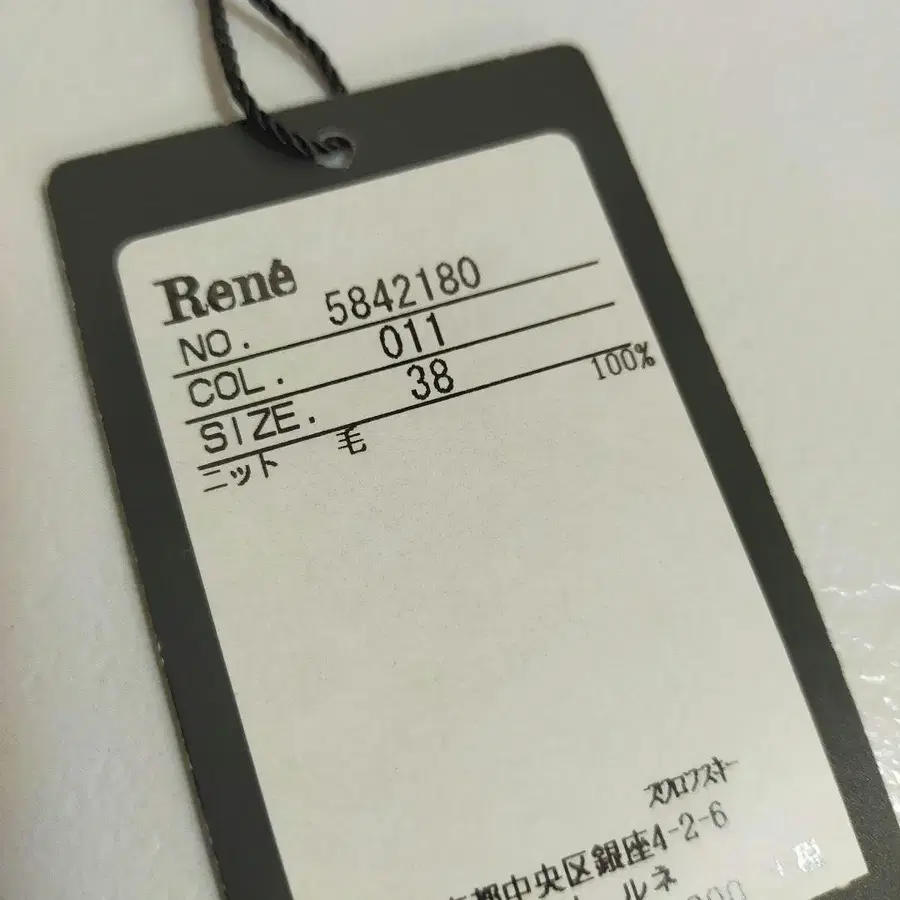 René
NO. 5842180
COL. 011
SIZE. 38
ニット 毛 100%
スワロフスキー
都中央区銀座4-2-6
ルネ